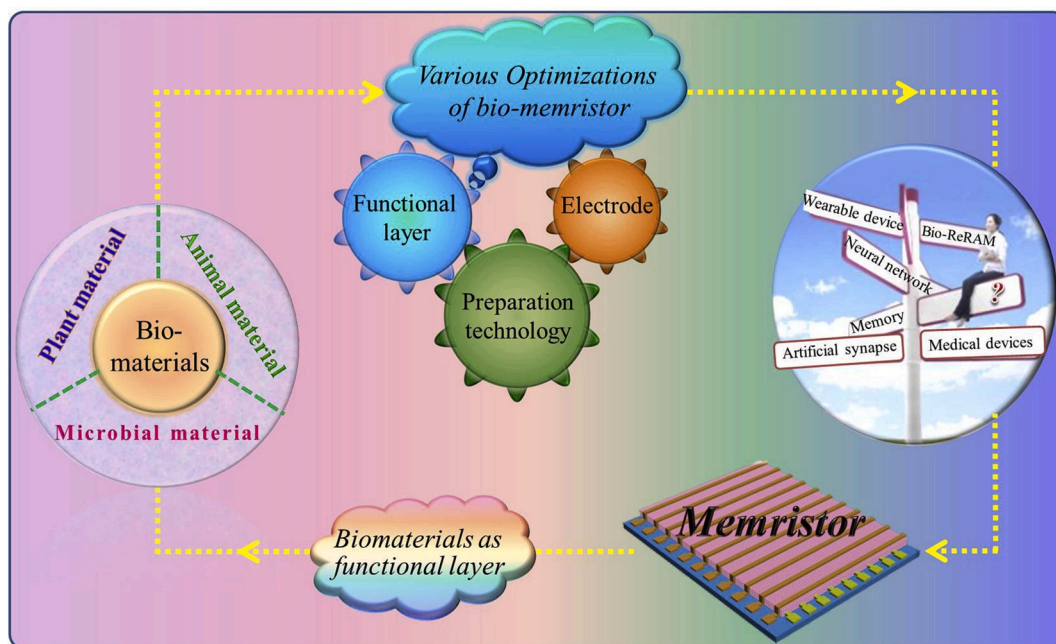 Various Optimizations
of bio-memristor
Functional
layer
Electrode
Preparation
technology
Plant material
Animal material
Bio-
materials
Microbial material
Wearable device
Bio-ReRAM
Neural network
?
Memory
Artificial synapse
Medical devices
Memristor
Biomaterials as
functional layer